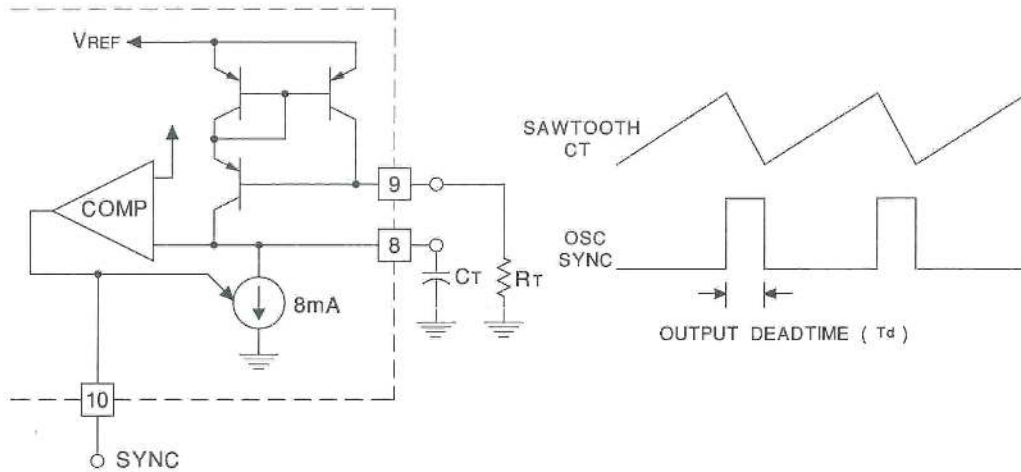 VREF
COMP
9
8
CT
RT
8mA
10
SYNC
SAWTOOTH
CT
OSC
SYNC
OUTPUT DEADTIME ( Td )